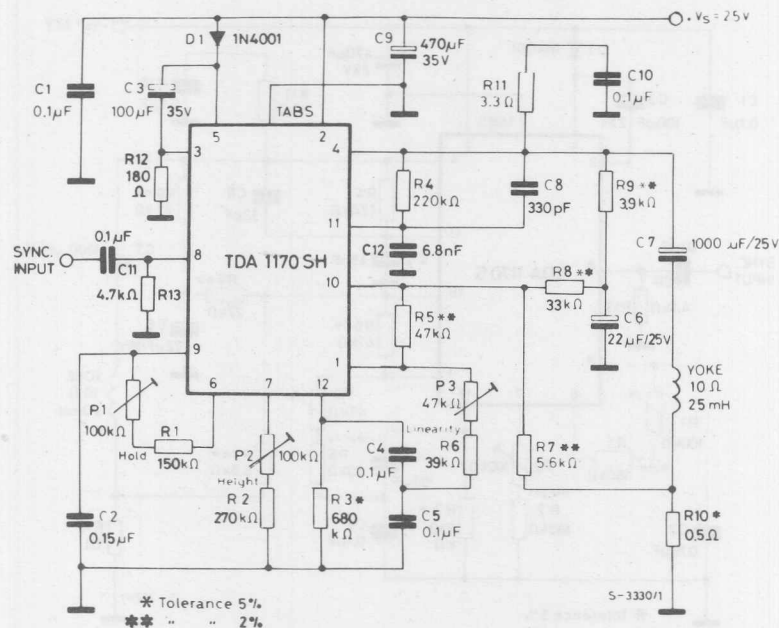 . Vs = 25V
D1 1N4001
C9 470µF
35V
C1
0,1µF
C3
100µF 35V
R11
3.3 Ω
C10
0.1µF
TABS
5 2
3 4
R12
180
Ω
R4
220kΩ
C8
330pF
R9 **
3.9kΩ
11
C7 1000 µF/25V
0.1µF
SYNC.
INPUT
C11
8
TDA 1170 SH
C12 6.8nF
10
R8 **
33kΩ
4.7kΩ R13
R5 **
47kΩ
C6
22µF/25V
9
1
YOKE
10Ω
25mH
6 7 12
P1
100kΩ
Hold
R1
150kΩ
P2 100kΩ
Height
P3
47kΩ
Linearity
C4
0.1µF
R6
39kΩ
R7 **
5.6kΩ
R2
270kΩ
R3*
680
kΩ
C2
0.15µF
C5
0.1µF
R10 *
0.5Ω
S-3330/1
* Tolerance 5%
** " " 2%